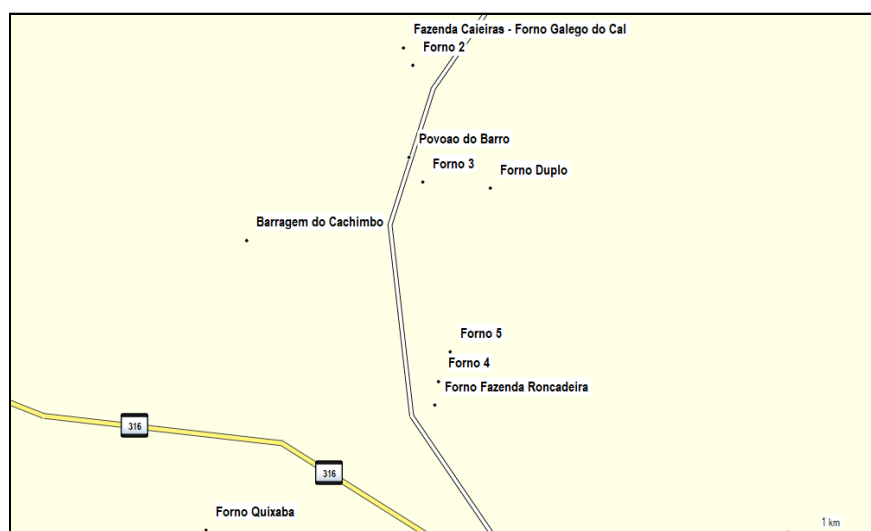 Fazenda Caieiras - Forno Galego do Cal
Forno 2
Povoao do Barro
Forno 3
Forno Duplo
Barragem do Cachimbo
Forno 5
Forno 4
Forno Fazenda Roncadeira
316
316
Forno Quixaba
1 km